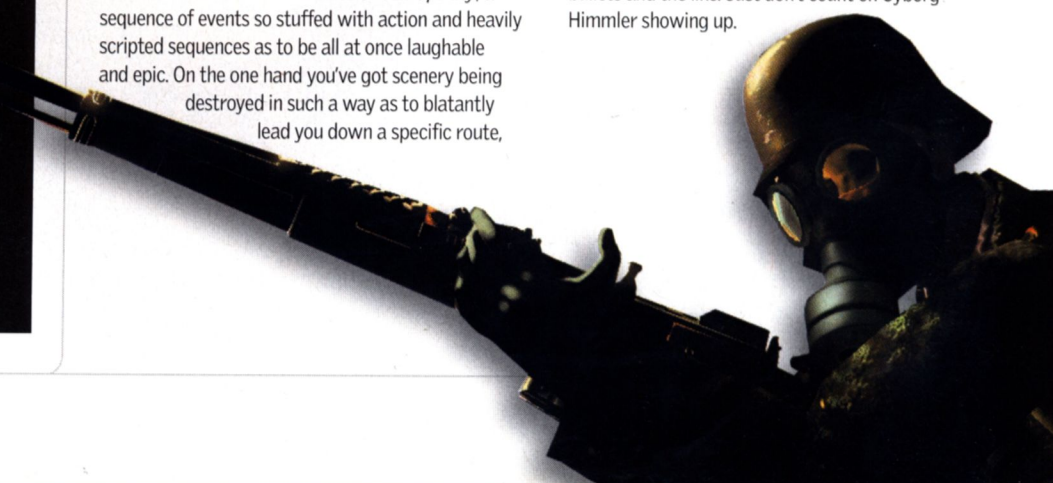 sequence of events so stuffed with action and heavily
scripted sequences as to be all at once laughable
and epic. On the one hand you've got scenery being
destroyed in such a way as to blatantly
lead you down a specific route,
Himmler showing up.